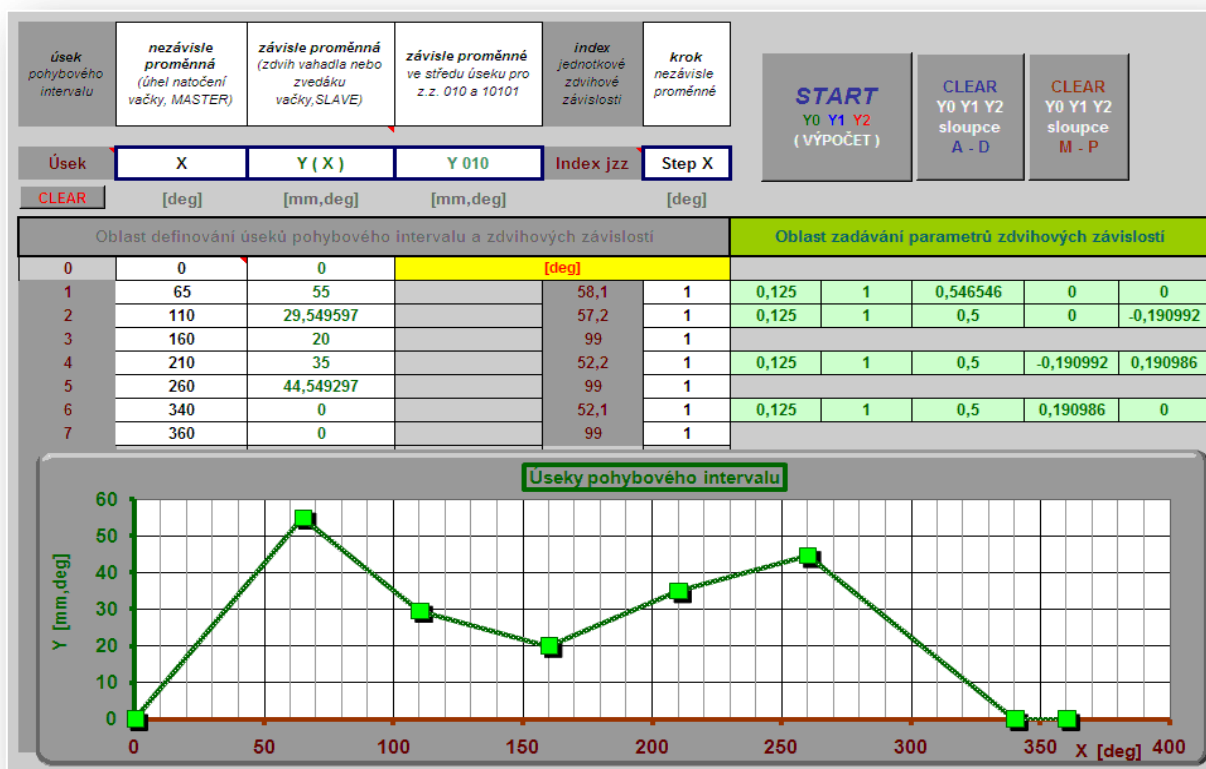 úsek
pohybového
intervalu
nezávisle
proměnná
(úhel natočení
vačky, MASTER)
závisle proměnná
(zdvih vahadla nebo
zvedáku
vačky,SLAVE)
závisle proměnné
ve středu úseku pro
z.z. 010 a 10101
index
jednotkové
zdvihové
závislosti
krok
nezávisle
proměnné
START
Y0 Y1 Y2
( VÝPOČET )
CLEAR
Y0 Y1 Y2
sloupce
A - D
CLEAR
Y0 Y1 Y2
sloupce
M - P
Úsek X Y ( X ) Y 010 Index jzz Step X
CLEAR [deg] [mm,deg] [mm,deg] [deg]
Oblast definování úseků pohybového intervalu a zdvihových závislostí Oblast zadávání parametrů zdvihových závislostí
0 0 0 [deg]
1 65 55 58,1 1 0,125 1 0,546546 0 0
2 110 29,549597 57,2 1 0,125 1 0,5 0 -0,190992
3 160 20 99 1
4 210 35 52,2 1 0,125 1 0,5 -0,190992 0,190986
5 260 44,549297 99 1
6 340 0 52,1 1 0,125 1 0,5 0,190986 0
7 360 0 99 1
Úseky pohybového intervalu
60
50
40
30
20
10
0
Y [mm,deg]
0 50 100 150 200 250 300 350 X [deg] 400